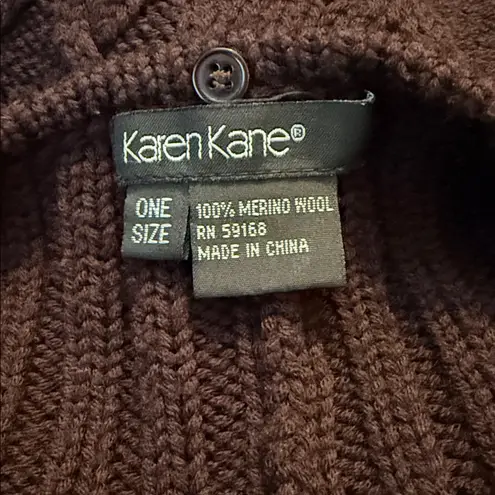 Karen Kane®
ONE
SIZE
100% MERINO WOOL
RN 59168
MADE IN CHINA